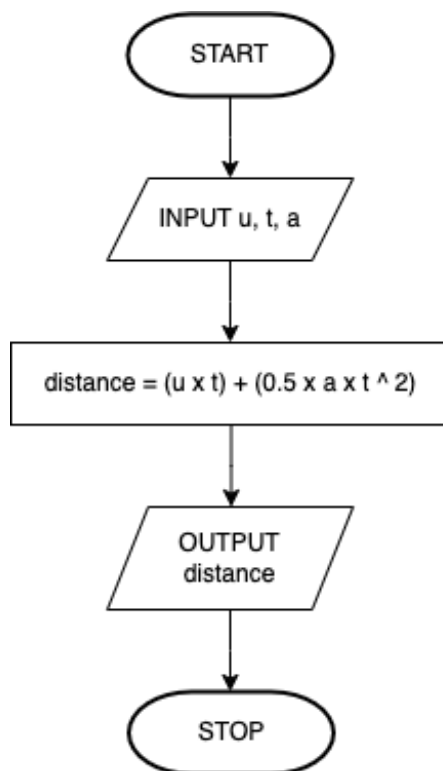 START
INPUT u, t, a
distance = (u x t) + (0.5 x a x t ^ 2)
OUTPUT
distance
STOP